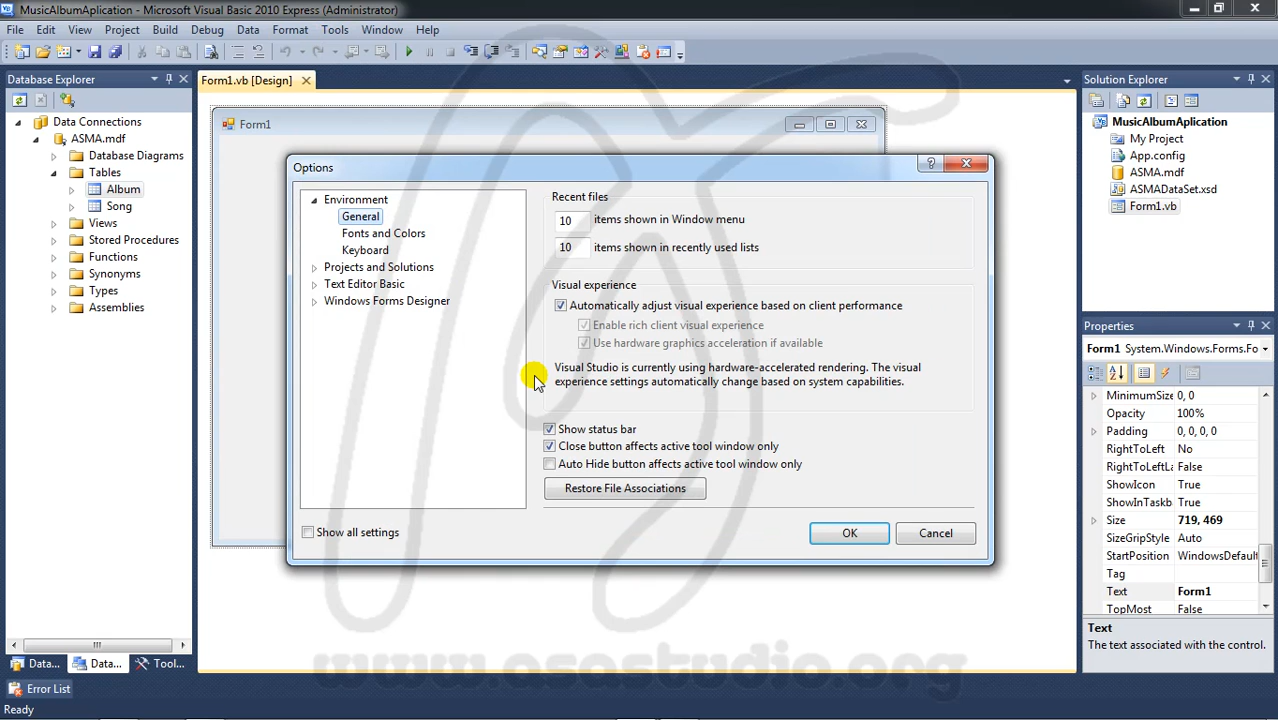 MusicAlbumAplication - Microsoft Visual Basic 2010 Express (Administrator)
File Edit View Project Build Debug Data Format Tools Window Help
Database Explorer
Data Connections
ASMA.mdf
Database Diagrams
Tables
Album
Song
Views
Stored Procedures
Functions
Synonyms
Types
Assemblies
Data...
Data...
Tool...
Form1.vb [Design]
Form1
Options
Environment
General
Fonts and Colors
Keyboard
Projects and Solutions
Text Editor Basic
Windows Forms Designer
Show all settings
Recent files
10 items shown in Window menu
10 items shown in recently used lists
Visual experience
Automatically adjust visual experience based on client performance
Enable rich client visual experience
Use hardware graphics acceleration if available
Visual Studio is currently using hardware-accelerated rendering. The visual
experience settings automatically change based on system capabilities.
Show status bar
Close button affects active tool window only
Auto Hide button affects active tool window only
Restore File Associations
OK
Cancel
Solution Explorer
MusicAlbumAplication
My Project
App.config
ASMA.mdf
ASMADataSet.xsd
Form1.vb
Properties
Form1 System.Windows.Forms.Fo
MinimumSize 0, 0
Opacity 100%
Padding 0, 0, 0, 0
RightToLeft No
RightToLeftLa False
ShowIcon True
ShowInTaskb True
Size 719, 469
SizeGripStyle Auto
StartPosition WindowsDefault
Tag
Text Form1
TopMost False
Text
The text associated with the control.
www.asastudio.org
Error List
Ready